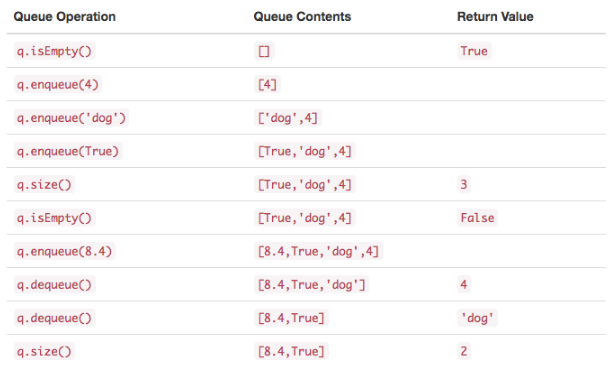 Queue Operation Queue Contents Return Value
q.isEmpty() [] True
q.enqueue(4) [4]
q.enqueue('dog') ['dog',4]
q.enqueue(True) [True,'dog',4]
q.size() [True,'dog',4] 3
q.isEmpty() [True,'dog',4] False
q.enqueue(8.4) [8.4,True,'dog',4]
q.dequeue() [8.4,True,'dog'] 4
q.dequeue() [8.4,True] 'dog'
q.size() [8.4,True] 2